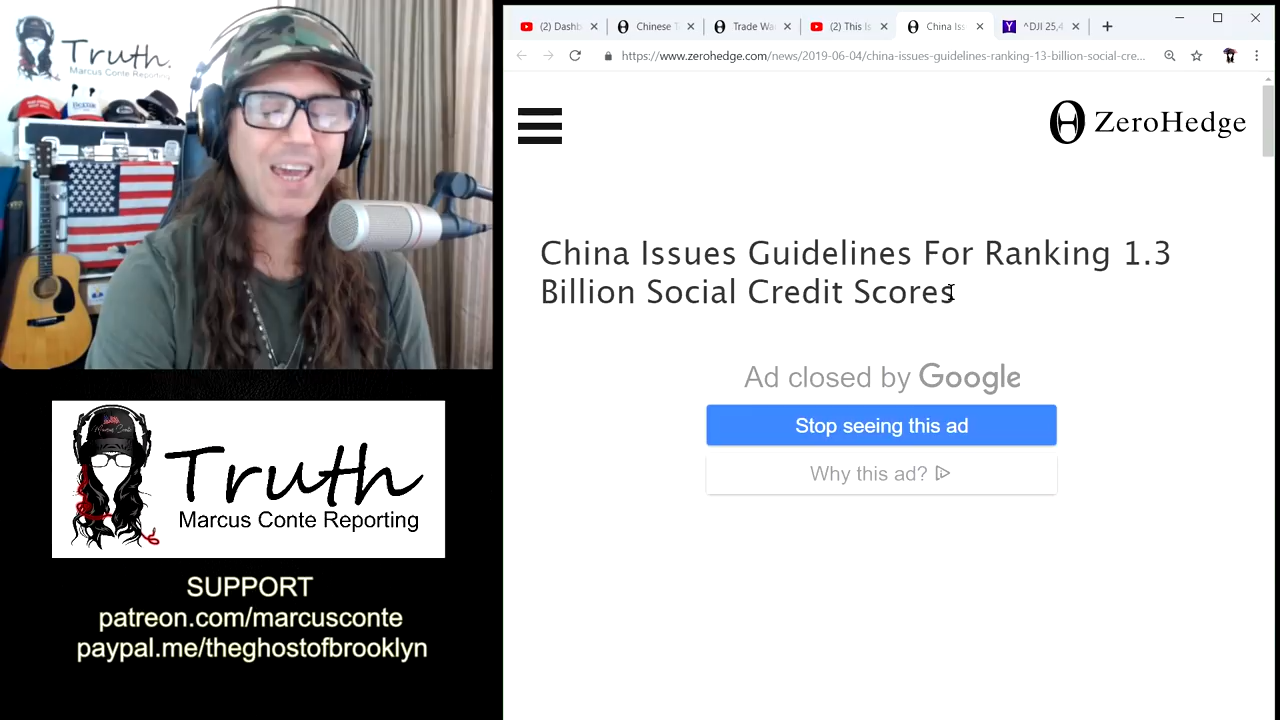 Truth.
Marcus Conte Reporting
(2) Dashb
Chinese T
Trade Wa
(2) This Is
China Iss
^DJI 25,4
https://www.zerohedge.com/news/2019-06-04/china-issues-guidelines-ranking-13-billion-social-cre...
ZeroHedge
China Issues Guidelines For Ranking 1.3
Billion Social Credit Scores
Ad closed by Google
Stop seeing this ad
Why this ad?
Truth
Marcus Conte Reporting
SUPPORT
patreon.com/marcusconte
paypal.me/theghostofbrooklyn